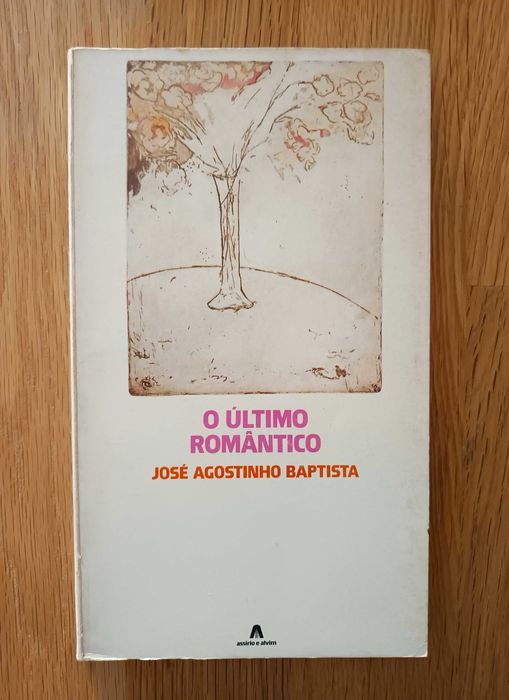 O ÚLTIMO
ROMÂNTICO
JOSÉ AGOSTINHO BAPTISTA
assírio e alvim